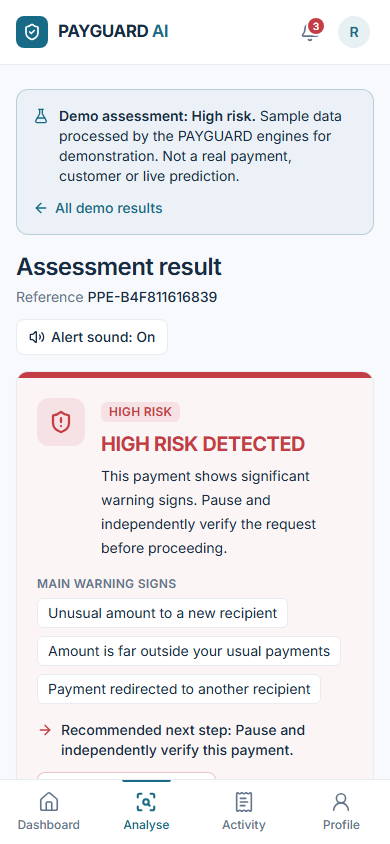 PAYGUARD AI
3
R
Demo assessment: High risk. Sample data
processed by the PAYGUARD engines for
demonstration. Not a real payment,
customer or live prediction.
← All demo results
Assessment result
Reference PPE-B4F811616839
Alert sound: On
HIGH RISK
HIGH RISK DETECTED
This payment shows significant
warning signs. Pause and
independently verify the request
before proceeding.
MAIN WARNING SIGNS
Unusual amount to a new recipient
Amount is far outside your usual payments
Payment redirected to another recipient
→ Recommended next step: Pause and
independently verify this payment.
Dashboard
Analyse
Activity
Profile